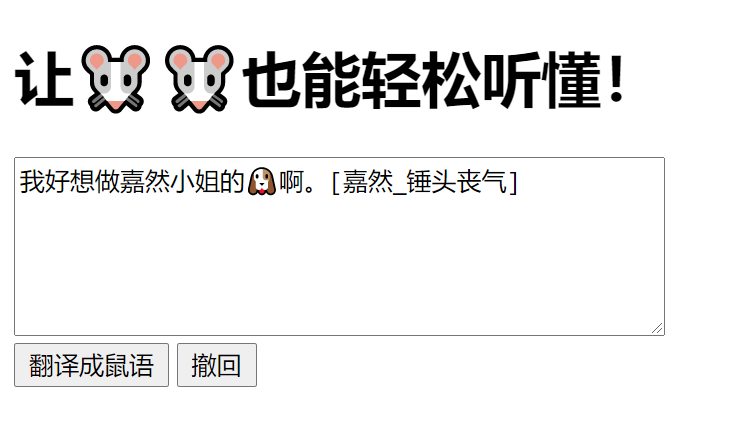 让🐭🐭也能轻松听懂！
我好想做嘉然小姐的🐶啊。[嘉然_锤头丧气]
翻译成鼠语 撤回